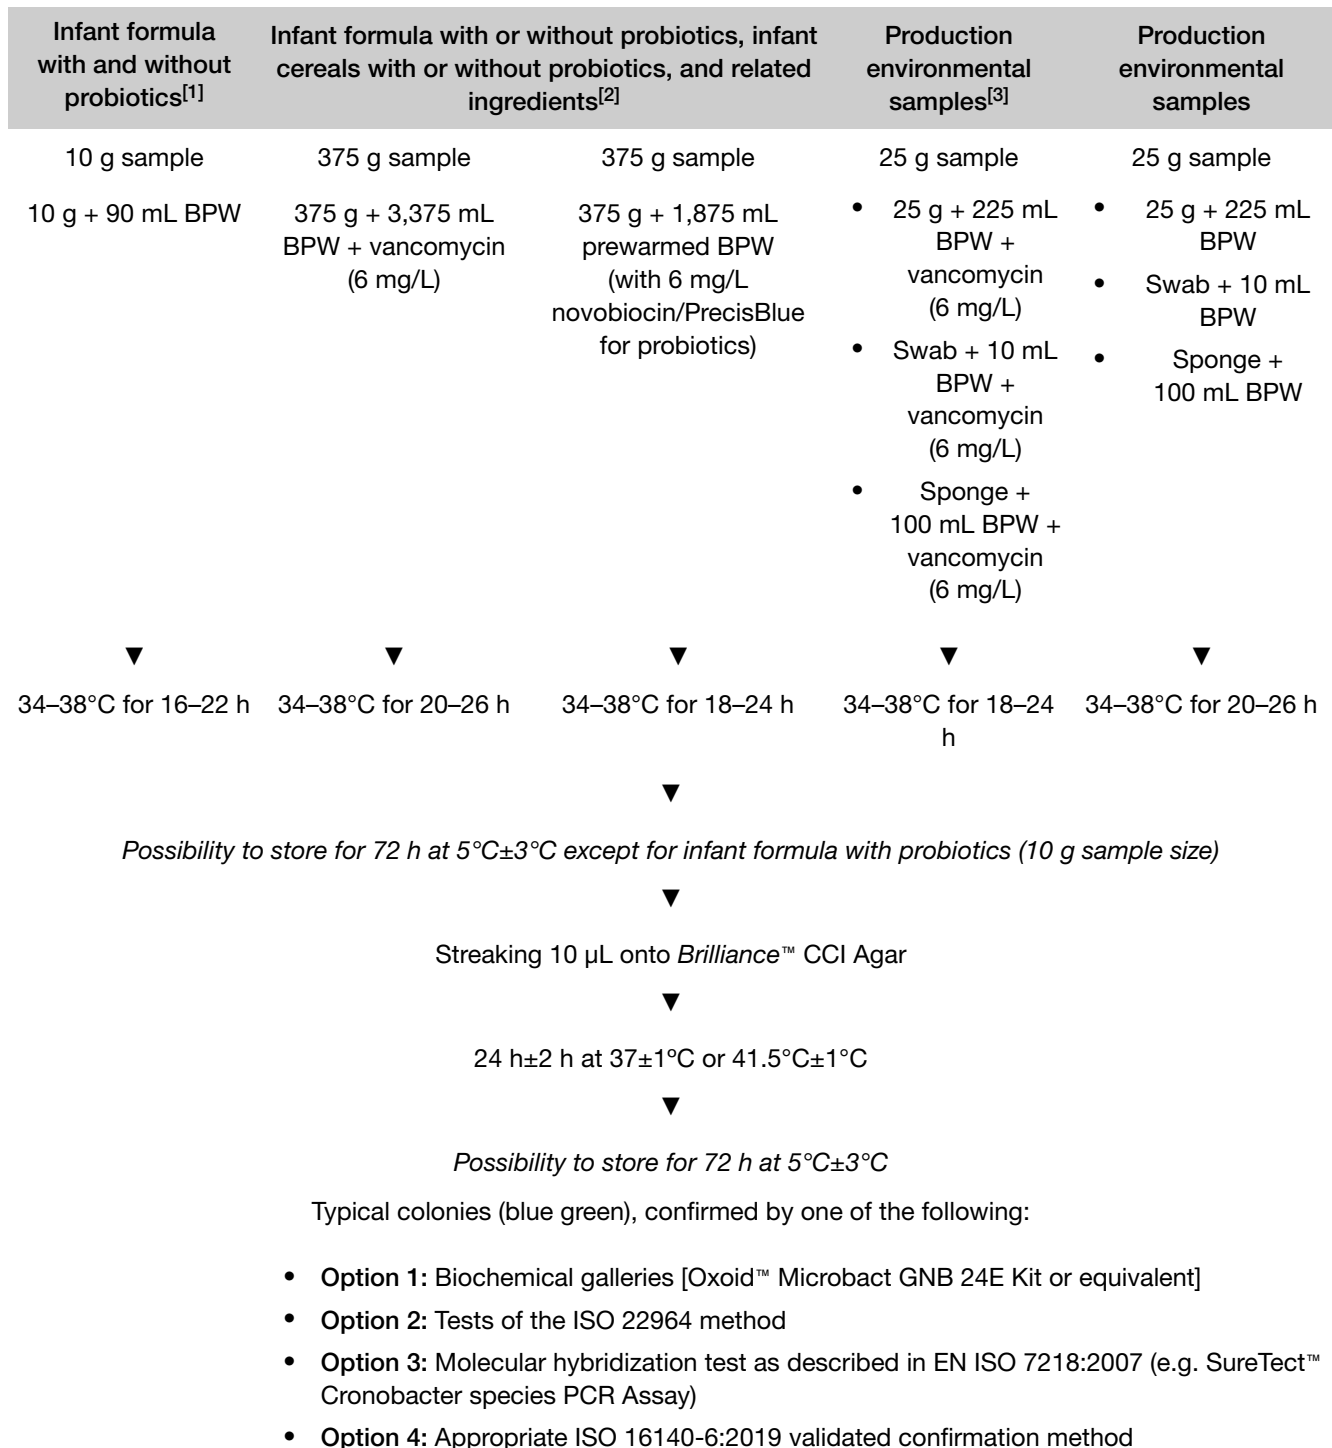 Infant formula
with and without
probiotics[1]
Infant formula with or without probiotics, infant
cereals with or without probiotics, and related
ingredients[2]
Production
environmental
samples[3]
Production
environmental
samples
10 g sample
375 g sample
375 g sample
25 g sample
25 g sample
10 g + 90 mL BPW
375 g + 3,375 mL
BPW + vancomycin
(6 mg/L)
375 g + 1,875 mL
prewarmed BPW
(with 6 mg/L
novobiocin/PrecisBlue
for probiotics)
• 25 g + 225 mL
BPW +
vancomycin
(6 mg/L)
• Swab + 10 mL
BPW +
vancomycin
(6 mg/L)
• Sponge +
100 mL BPW +
vancomycin
(6 mg/L)
• 25 g + 225 mL
BPW
• Swab + 10 mL
BPW
• Sponge +
100 mL BPW
34–38°C for 16–22 h
34–38°C for 20–26 h
34–38°C for 18–24 h
34–38°C for 18–24
h
34–38°C for 20–26 h
Possibility to store for 72 h at 5°C±3°C except for infant formula with probiotics (10 g sample size)
Streaking 10 µL onto Brilliance™ CCI Agar
24 h±2 h at 37±1ºC or 41.5°C±1°C
Possibility to store for 72 h at 5°C±3°C
Typical colonies (blue green), confirmed by one of the following:
• Option 1: Biochemical galleries [Oxoid™ Microbact GNB 24E Kit or equivalent]
• Option 2: Tests of the ISO 22964 method
• Option 3: Molecular hybridization test as described in EN ISO 7218:2007 (e.g. SureTect™
Cronobacter species PCR Assay)
• Option 4: Appropriate ISO 16140-6:2019 validated confirmation method